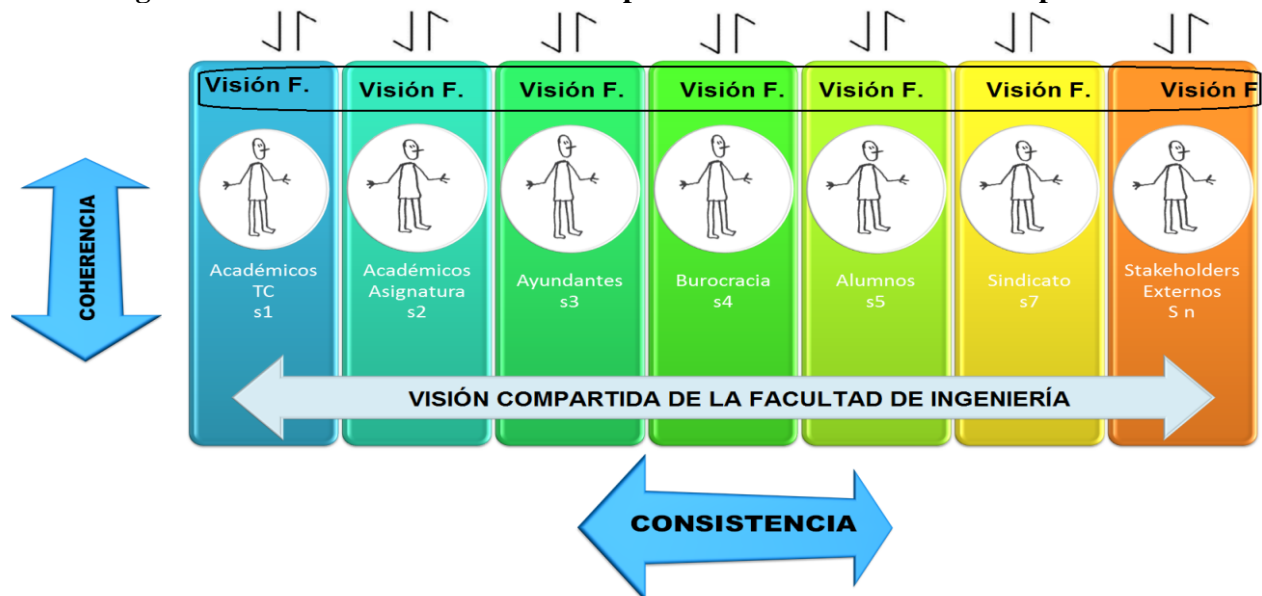 Visión F. Visión F. Visión F. Visión F. Visión F. Visión F. Visión F
COHERENCIA
Académicos
TC
s1
Académicos
Asignatura
s2
Ayundantes
s3
Burocracia
s4
Alumnos
s5
Sindicato
s7
Stakeholders
Externos
S n
VISIÓN COMPARTIDA DE LA FACULTAD DE INGENIERÍA
CONSISTENCIA